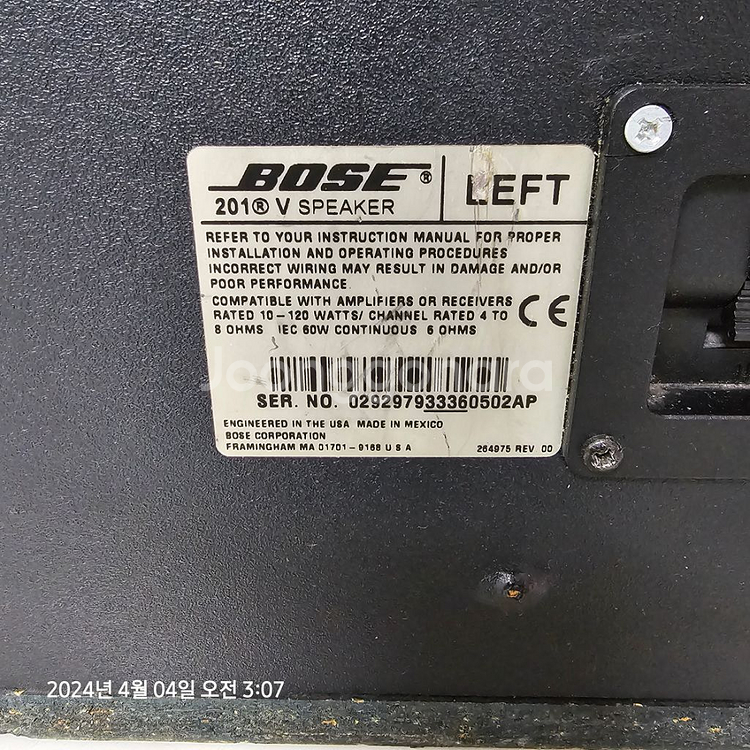 BOSE®
201® V SPEAKER
LEFT
REFER TO YOUR INSTRUCTION MANUAL FOR PROPER
INSTALLATION AND OPERATING PROCEDURES
INCORRECT WIRING MAY RESULT IN DAMAGE AND/OR
POOR PERFORMANCE.
COMPATIBLE WITH AMPLIFIERS OR RECEIVERS
RATED 10-120 WATTS/ CHANNEL RATED 4 TO
8 OHMS IEC 60W CONTINUOUS 6 OHMS
CE
Joonggonara
SER. NO. 029297933360502AP
ENGINEERED IN THE USA MADE IN MEXICO
BOSE CORPORATION
FRAMINGHAM MA 01701-9168 U S A
264975 REV 00
2024년 4월 04일 오전 3:07